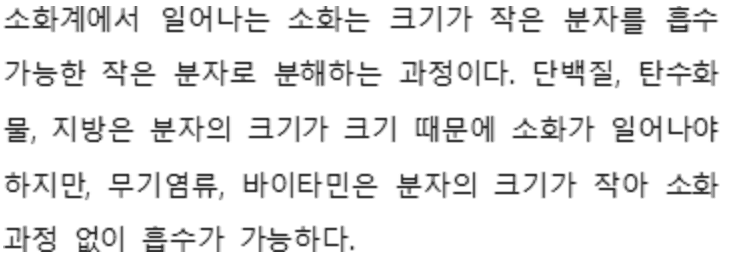 소화계에서 일어나는 소화는 크기가 작은 분자를 흡수
가능한 작은 분자로 분해하는 과정이다. 단백질, 탄수화
물, 지방은 분자의 크기가 크기 때문에 소화가 일어나야
하지만, 무기염류, 바이타민은 분자의 크기가 작아 소화
과정 없이 흡수가 가능하다.